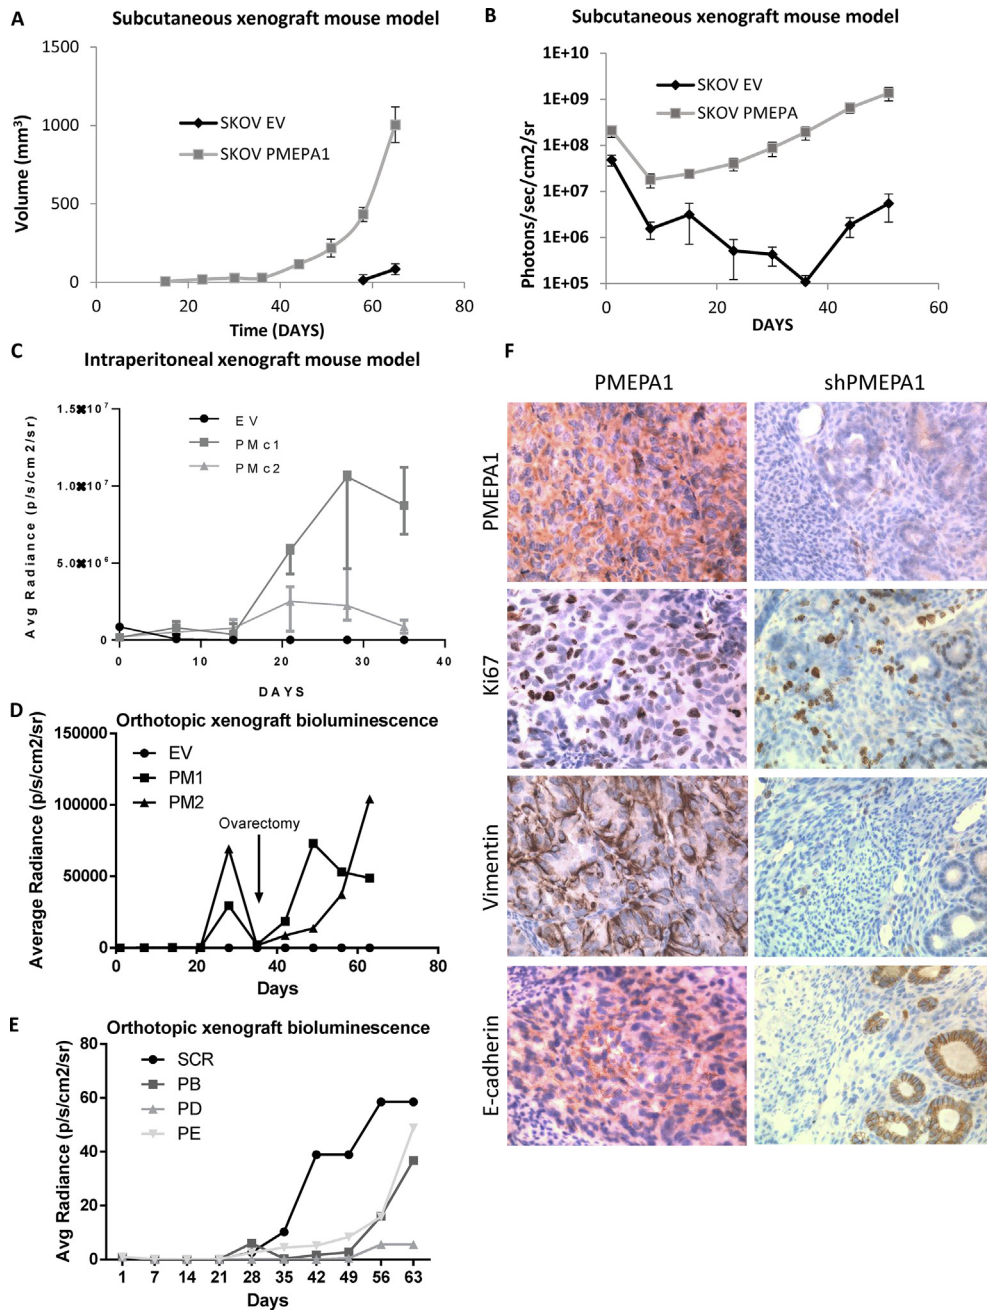 A
Subcutaneous xenograft mouse model
1500
1000
500
0
Volume (mm³)
SKOV EV
SKOV PMEPA1
0 20 40 60 80
Time (DAYS)
B
Subcutaneous xenograft mouse model
1E+10
1E+09
1E+08
1E+07
1E+06
1E+05
Photons/sec/cm2/sr
SKOV EV
SKOV PMEPA
0 20 40 60
DAYS
C
Intraperitoneal xenograft mouse model
1.5✖10⁷
1.0✖10⁷
5.0✖10⁶
0
Avg Radiance (p/s/cm2/sr)
EV
PMc1
PMc2
0 10 20 30 40
DAYS
D
Orthotopic xenograft bioluminescence
150000
100000
50000
0
Average Radiance (p/s/cm2/sr)
EV
PM1
PM2
Ovarectomy
0 20 40 60 80
Days
E
Orthotopic xenograft bioluminescence
80
60
40
20
0
Avg Radiance (p/s/cm2/sr)
SCR
PB
PD
PE
1 7 14 21 28 35 42 49 56 63
Days
F
PMEPA1 shPMEPA1
PMEPA1
Ki67
Vimentin
E-cadherin